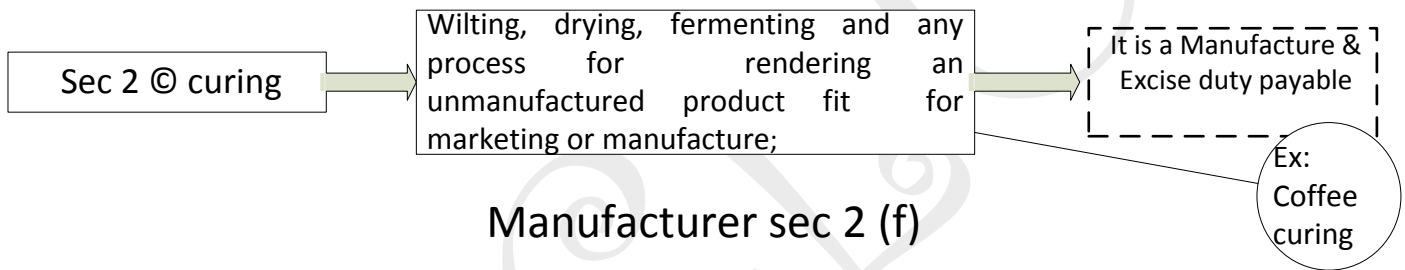 Sec 2 © curing
Wilting, drying, fermenting and any
process for rendering an
unmanufactured product fit for
marketing or manufacture;
It is a Manufacture &
Excise duty payable
Ex:
Coffee
curing
Manufacturer sec 2 (f)